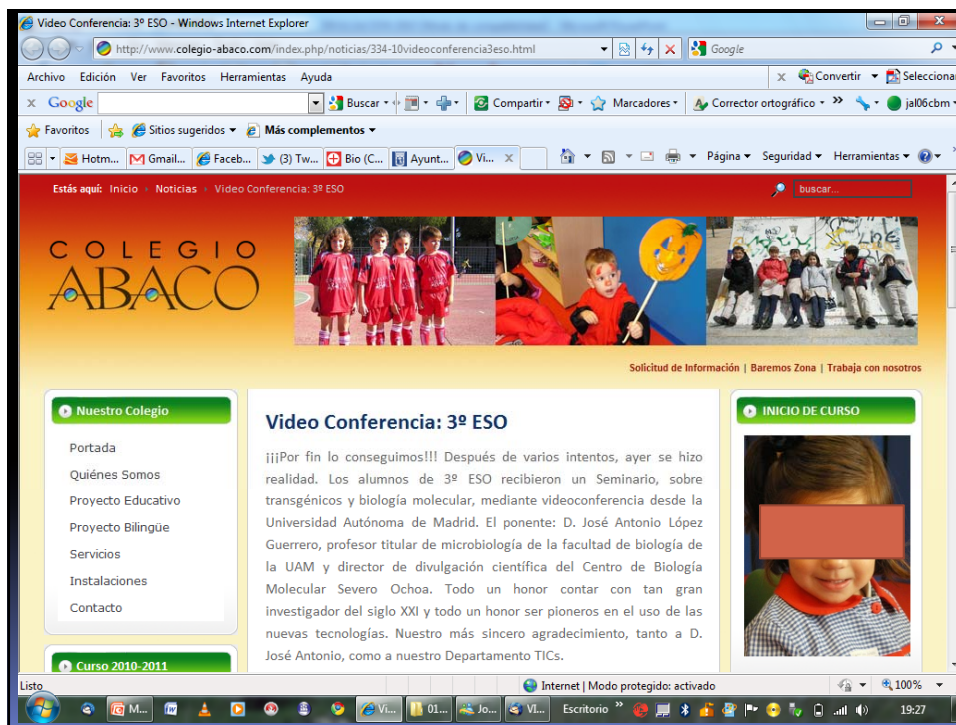 Video Conferencia: 3º ESO - Windows Internet Explorer
http://www.colegio-abaco.com/index.php/noticias/334-10videoconferencia3eso.html
Google
Archivo Edición Ver Favoritos Herramientas Ayuda
x Convertir Seleccionar
x Google Buscar Compartir Marcadores Corrector ortográfico jal06cbm
Favoritos Sitios sugeridos Más complementos
Hotm... Gmail... Faceb... (3) Tw... Bio (C... Ayunt... Vi... x Página Seguridad Herramientas
Estás aquí: Inicio Noticias Video Conferencia: 3º ESO
buscar...
COLEGIO
ABACO
Solicitud de Información | Baremos Zona | Trabaja con nosotros
Nuestro Colegio
Portada
Quiénes Somos
Proyecto Educativo
Proyecto Bilingüe
Servicios
Instalaciones
Contacto
Curso 2010-2011
Video Conferencia: 3º ESO
¡¡¡Por fin lo conseguimos!!! Después de varios intentos, ayer se hizo
realidad. Los alumnos de 3º ESO recibieron un Seminario, sobre
transgénicos y biología molecular, mediante videoconferencia desde la
Universidad Autónoma de Madrid. El ponente: D. José Antonio López
Guerrero, profesor titular de microbiología de la facultad de biología de
la UAM y director de divulgación científica del Centro de Biología
Molecular Severo Ochoa. Todo un honor contar con tan gran
investigador del siglo XXI y todo un honor ser pioneros en el uso de las
nuevas tecnologías. Nuestro más sincero agradecimiento, tanto a D.
José Antonio, como a nuestro Departamento TICs.
INICIO DE CURSO
Listo
Internet | Modo protegido: activado
100%
M... Vi... 01... Jo... VI... Escritorio » 19:27